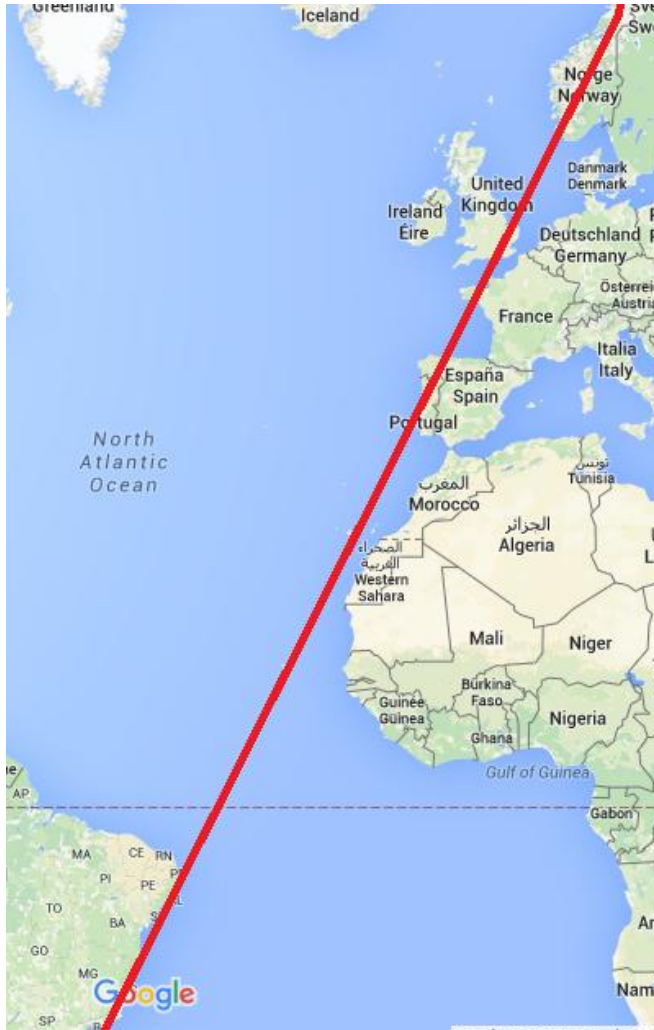 Greenland
Iceland
Norge
Norway
Danmark
Denmark
United
Kingdom
Ireland
Éire
Deutschland
Germany
Österrei
Austria
France
Italia
Italy
España
Spain
Portugal
North
Atlantic
Ocean
المغرب
Morocco
تونس
Tunisia
الجزائر
Algeria
الصحراء
الغربية
Western
Sahara
Mali
Niger
Burkina
Faso
Guinée
Guinea
Nigeria
Ghana
Gulf of Guinea
AP
Gabon
MA
CE
RN
PI
PE
TO
BA
AL
GO
MG
SP
Google